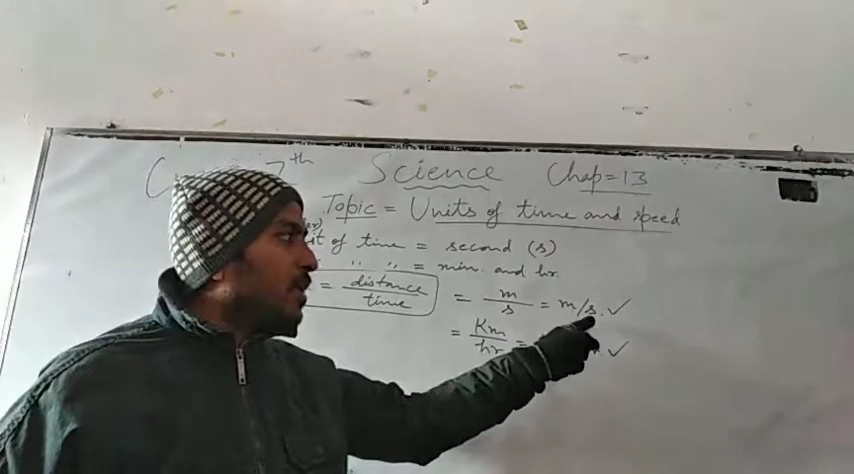 7th Science Chap=13
Topic = Units of time and speed
of time = second (s)
" " = min. and hr.
= distance/time = m/s = m/s. ✓
= Km/hr = ✓